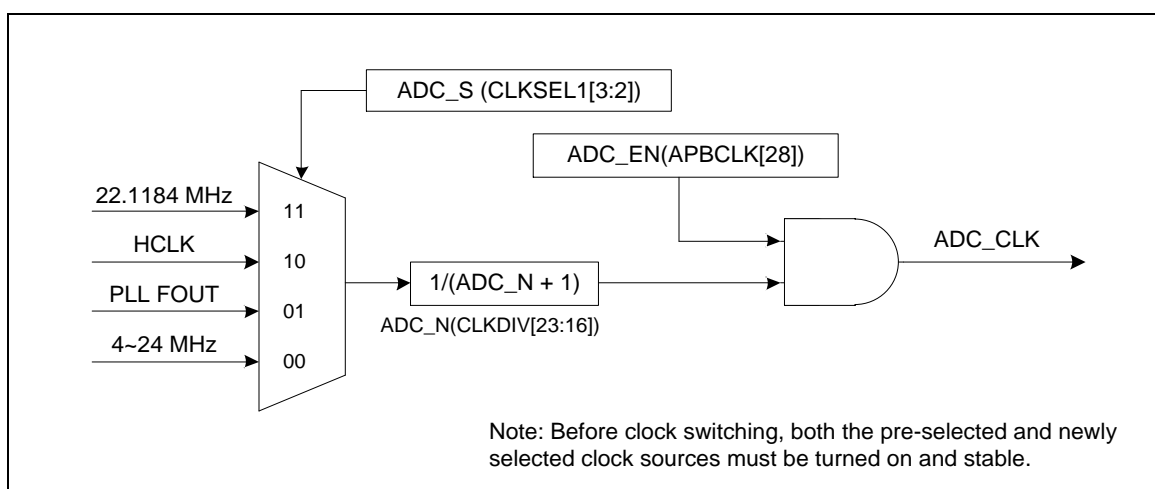 ADC_S (CLKSEL1[3:2])
ADC_EN(APBCLK[28])
22.1184 MHz
11
HCLK
10
PLL FOUT
01
4~24 MHz
00
1/(ADC_N + 1)
ADC_N(CLKDIV[23:16])
ADC_CLK
Note: Before clock switching, both the pre-selected and newly
selected clock sources must be turned on and stable.